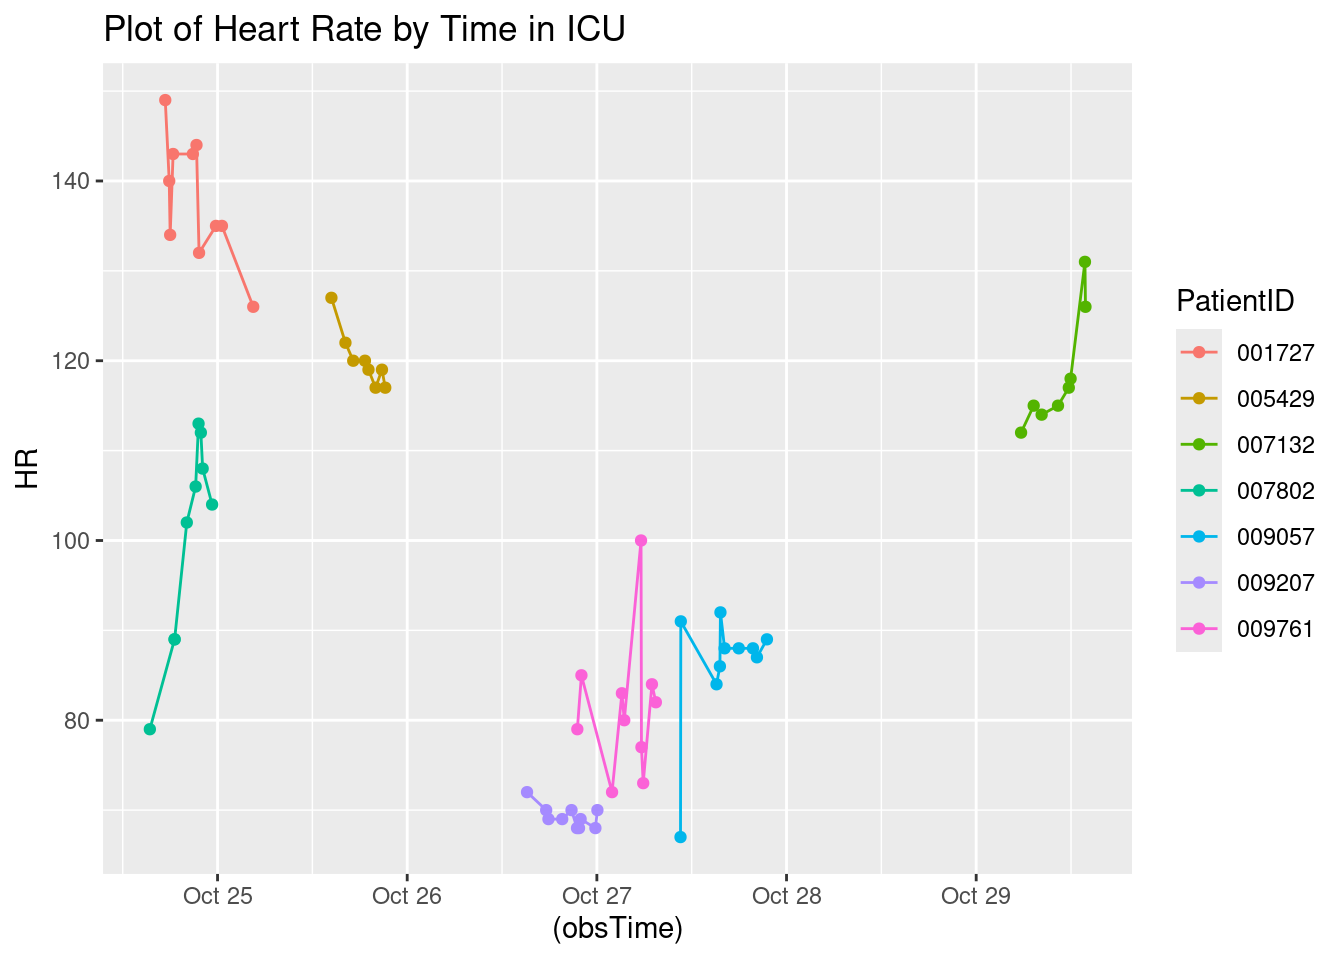 Plot of Heart Rate by Time in ICU
HR
140
120
100
80
Oct 25
Oct 26
Oct 27
Oct 28
Oct 29
(obsTime)
PatientID
001727
005429
007132
007802
009057
009207
009761